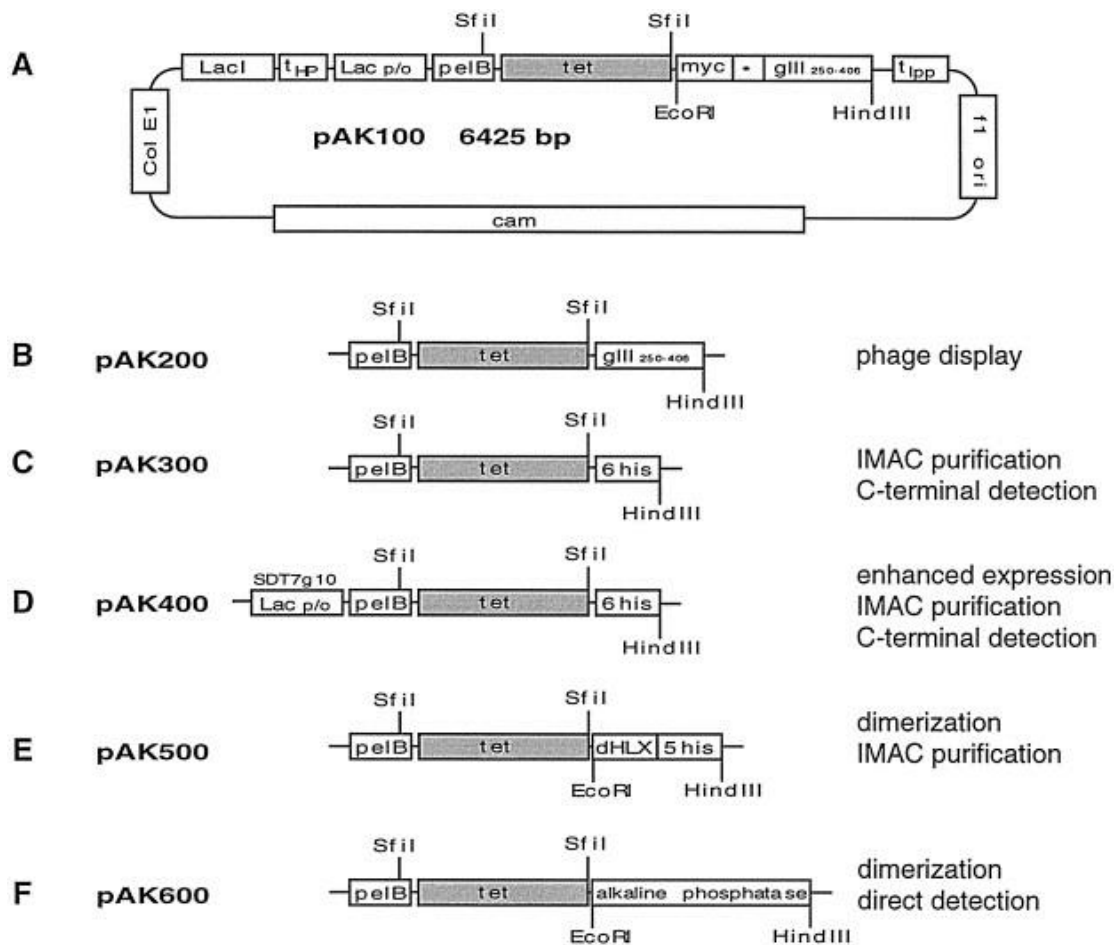 SfiI SfiI
A LacI tHP Lac p/o pelB tet myc * gIII 250-406 tlpp
EcoRI HindIII
Col E1 pAK100 6425 bp f1 ori
cam
SfiI SfiI
B pAK200 pelB tet gIII 250-406 phage display
HindIII
SfiI SfiI
C pAK300 pelB tet 6 his IMAC purification
C-terminal detection
HindIII
SfiI SfiI
SDT7g10 enhanced expression
D pAK400 Lac p/o pelB tet 6 his IMAC purification
HindIII C-terminal detection
SfiI SfiI
dimerization
E pAK500 pelB tet dHLX 5 his IMAC purification
EcoRI HindIII
SfiI SfiI
dimerization
F pAK600 pelB tet alkaline phosphatase direct detection
EcoRI HindIII